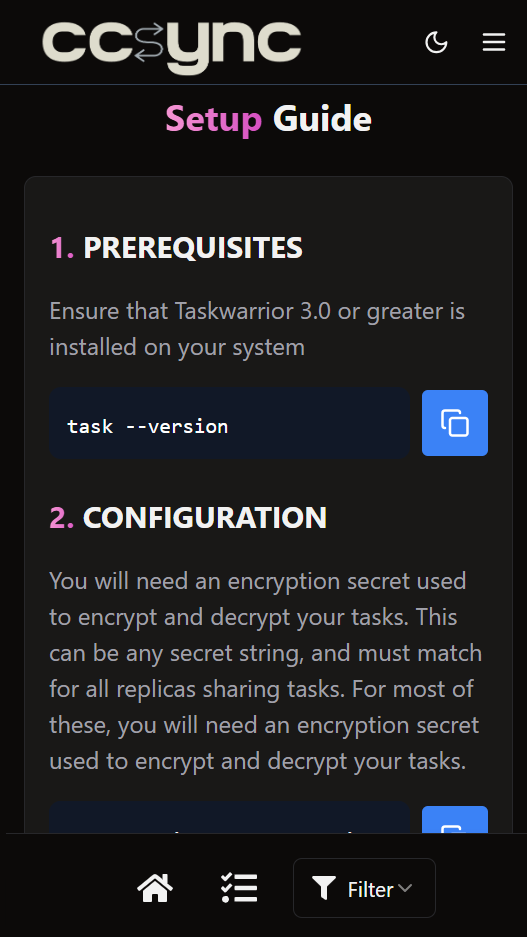 ccsync
Setup Guide
1. PREREQUISITES
Ensure that Taskwarrior 3.0 or greater is
installed on your system
task --version
2. CONFIGURATION
You will need an encryption secret used
to encrypt and decrypt your tasks. This
can be any secret string, and must match
for all replicas sharing tasks. For most of
these, you will need an encryption secret
used to encrypt and decrypt your tasks.
Filter